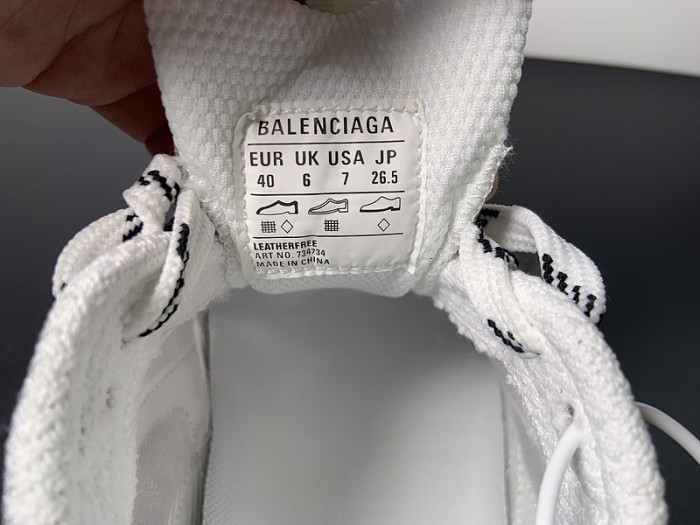 BALENCIAGA
EUR UK USA JP
40 6 7 26.5
LEATHERFREE
ART NO. 734734
MADE IN CHINA